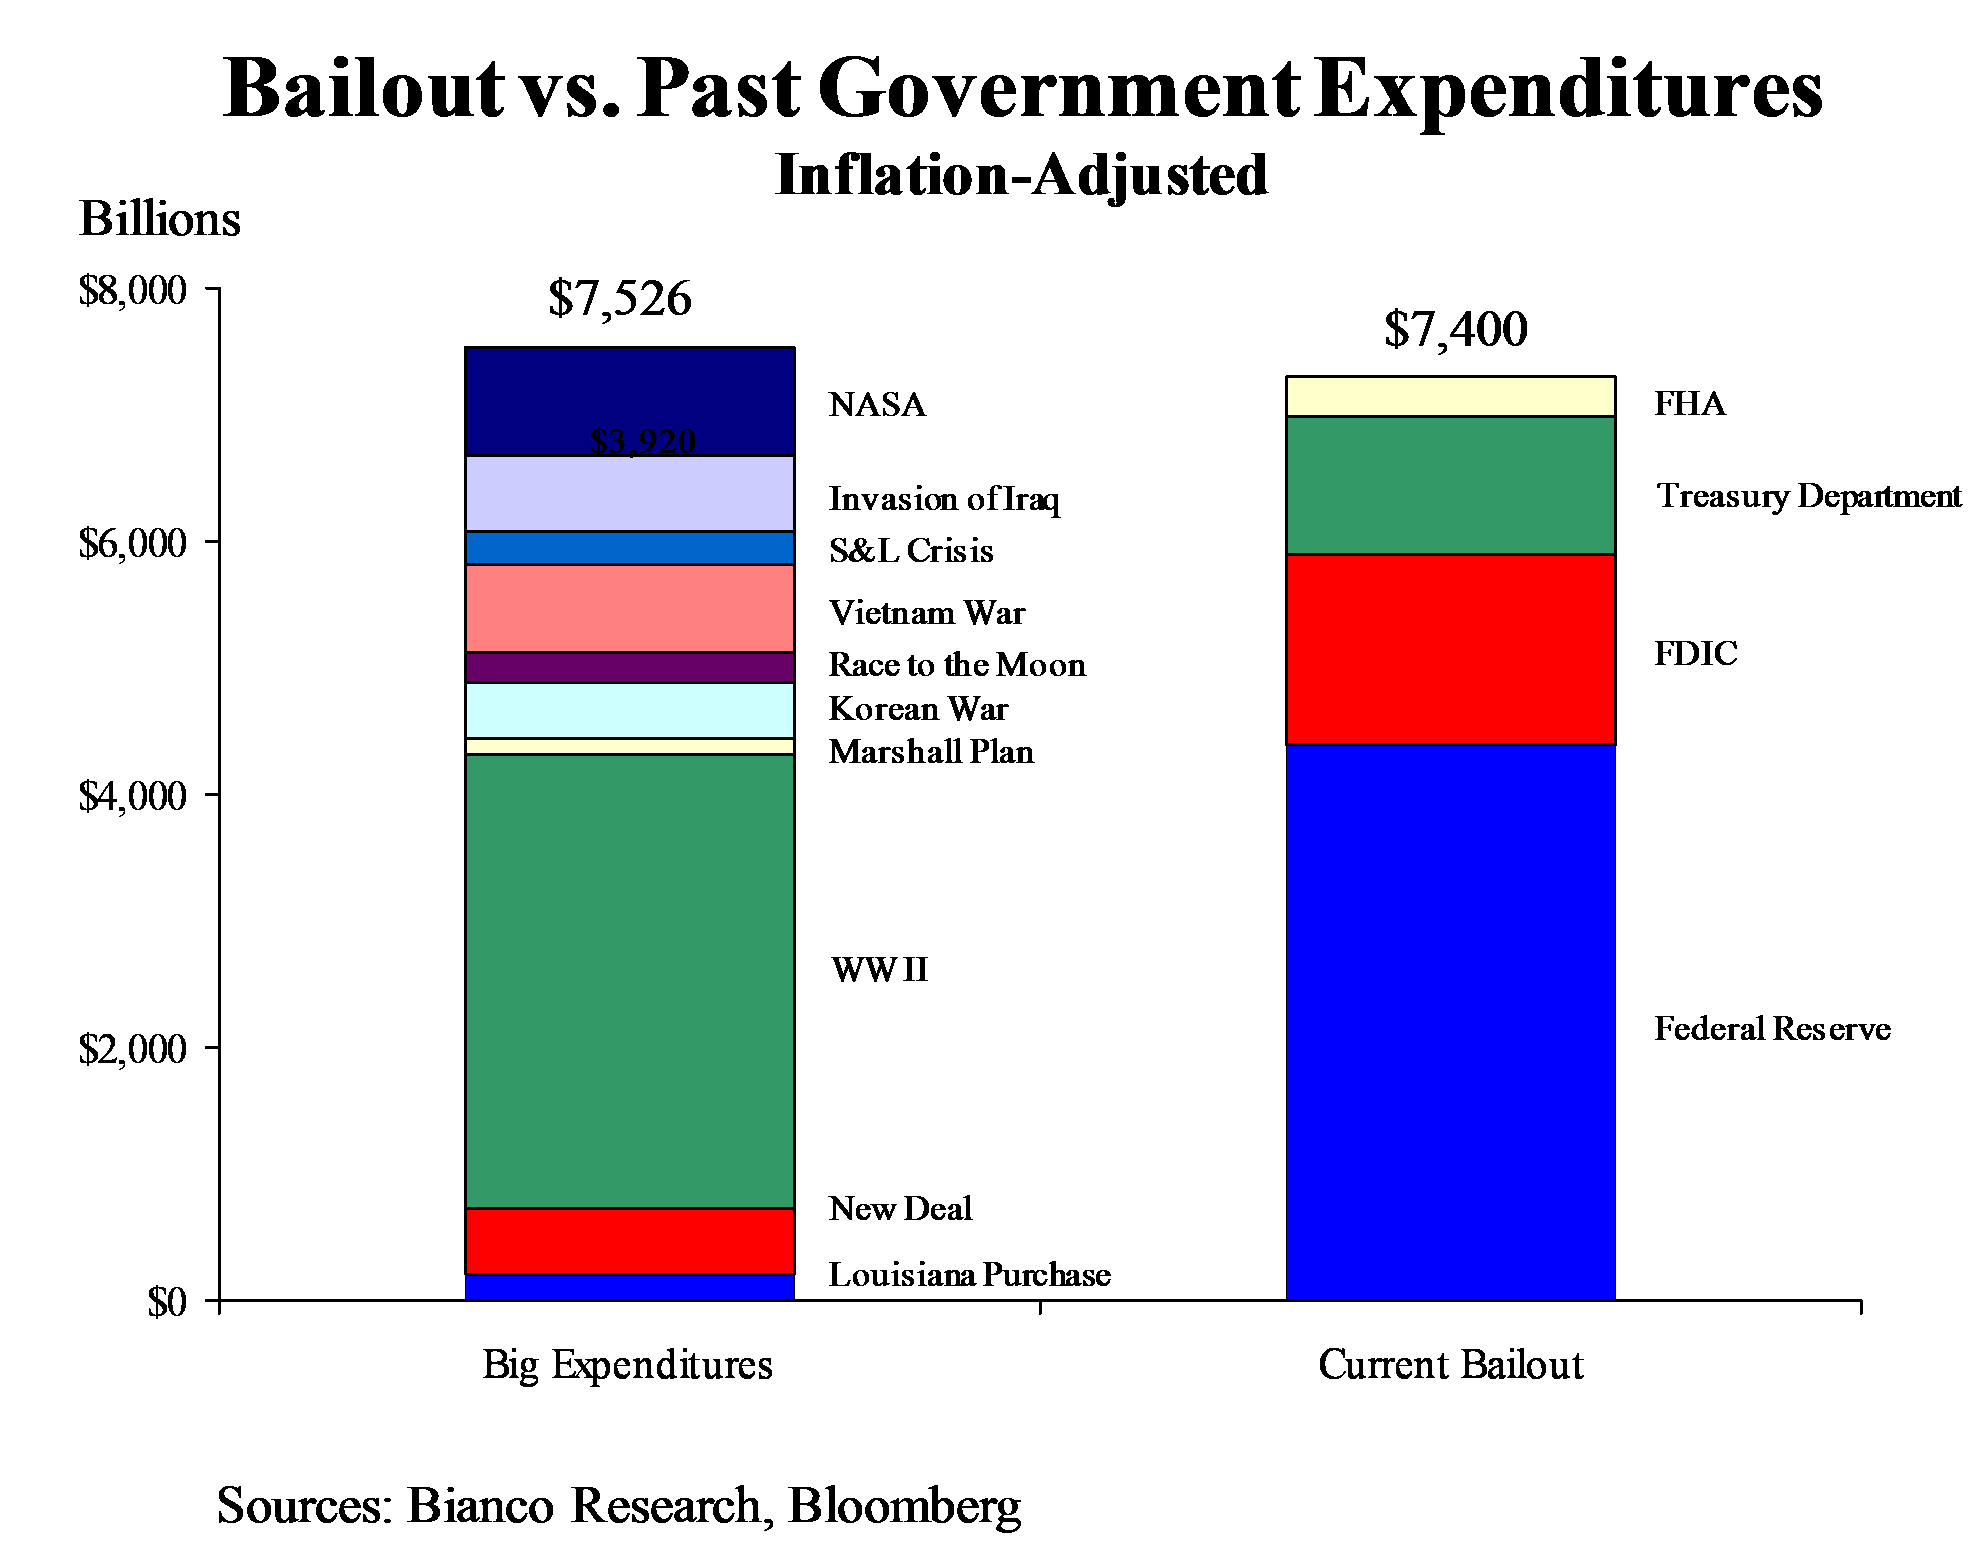 Bailout vs. Past Government Expenditures
Inflation-Adjusted
Billions
$8,000
$6,000
$4,000
$2,000
$0
$7,526
$3,920
NASA
Invasion of Iraq
S&L Crisis
Vietnam War
Race to the Moon
Korean War
Marshall Plan
WW II
New Deal
Louisiana Purchase
$7,400
FHA
Treasury Department
FDIC
Federal Reserve
Big Expenditures
Current Bailout
Sources: Bianco Research, Bloomberg